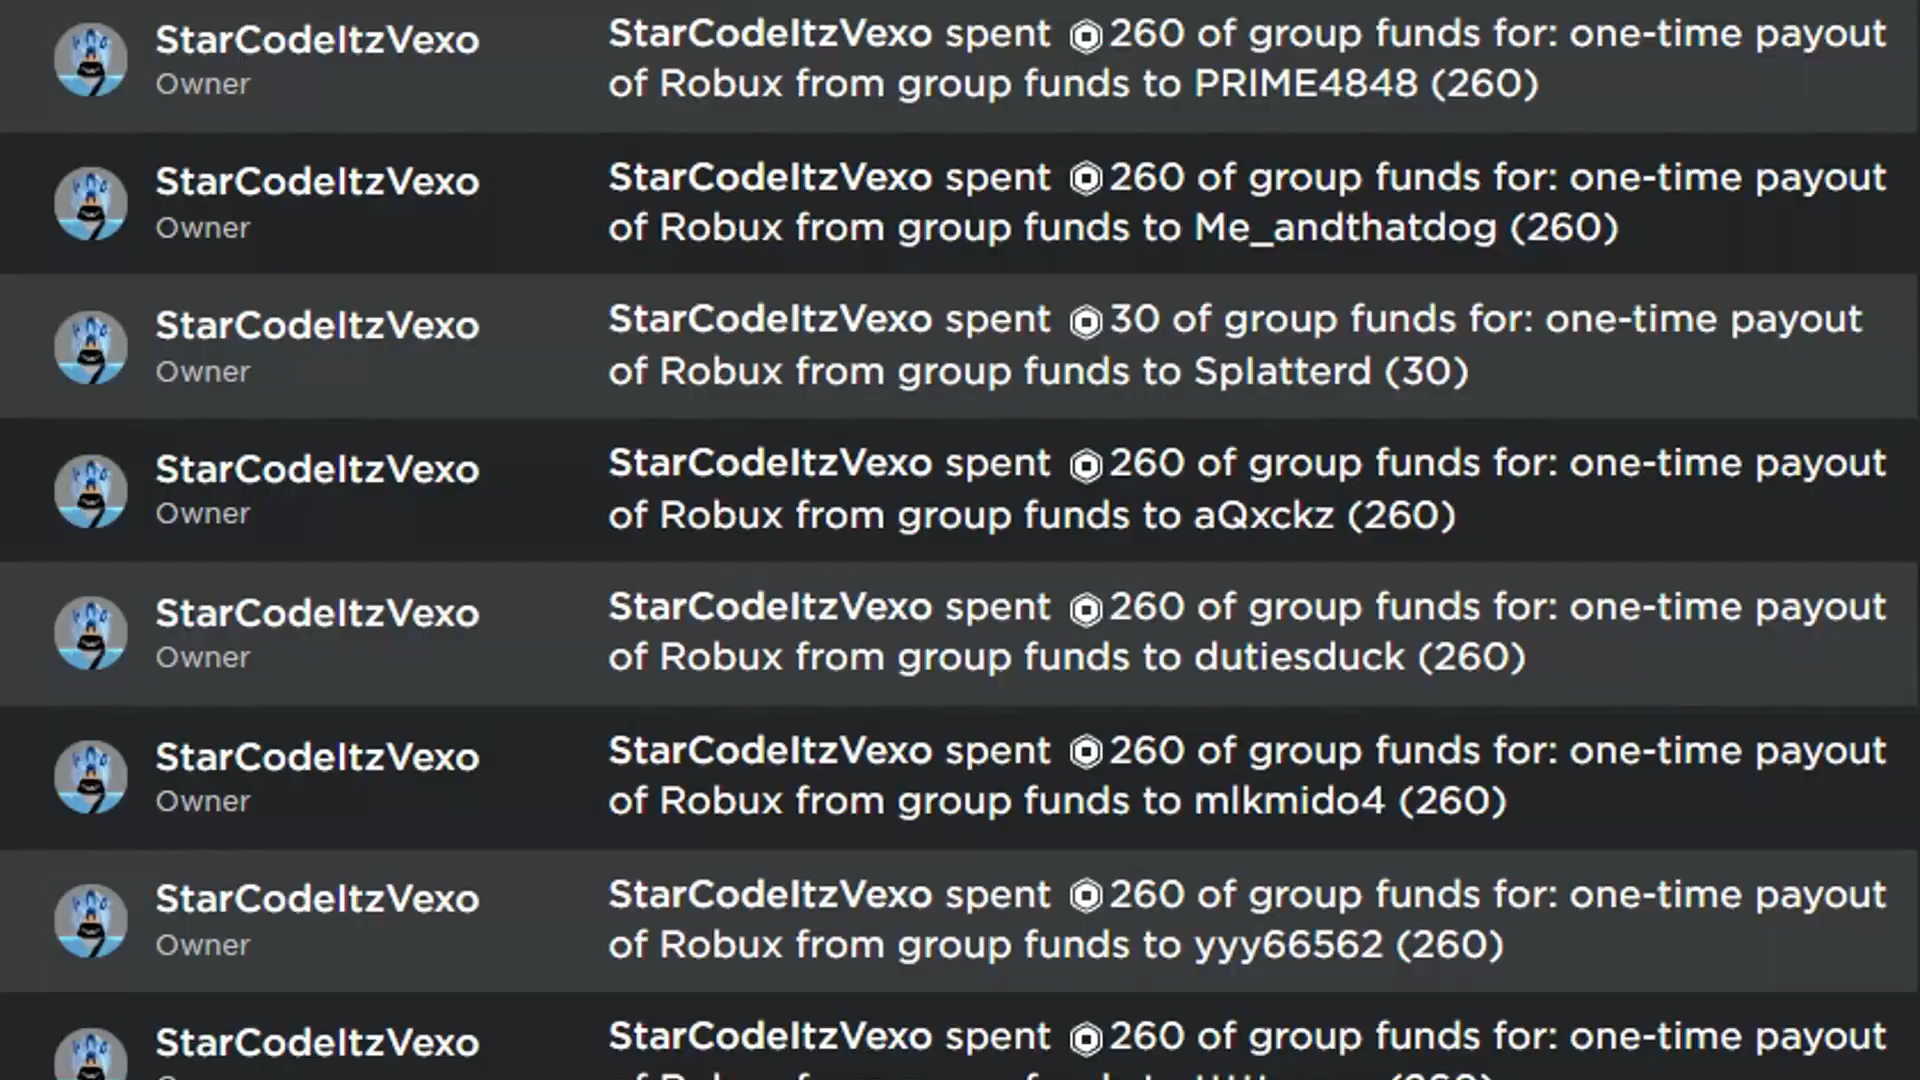 StarCodeItzVexo
Owner
StarCodeItzVexo spent 260 of group funds for: one-time payout
of Robux from group funds to PRIME4848 (260)
StarCodeItzVexo
Owner
StarCodeItzVexo spent 260 of group funds for: one-time payout
of Robux from group funds to Me_andthatdog (260)
StarCodeItzVexo
Owner
StarCodeItzVexo spent 30 of group funds for: one-time payout
of Robux from group funds to Splatterd (30)
StarCodeItzVexo
Owner
StarCodeItzVexo spent 260 of group funds for: one-time payout
of Robux from group funds to aQxckz (260)
StarCodeItzVexo
Owner
StarCodeItzVexo spent 260 of group funds for: one-time payout
of Robux from group funds to dutiesduck (260)
StarCodeItzVexo
Owner
StarCodeItzVexo spent 260 of group funds for: one-time payout
of Robux from group funds to mlkmido4 (260)
StarCodeItzVexo
Owner
StarCodeItzVexo spent 260 of group funds for: one-time payout
of Robux from group funds to yyy66562 (260)
StarCodeItzVexo
StarCodeItzVexo spent 260 of group funds for: one-time payout